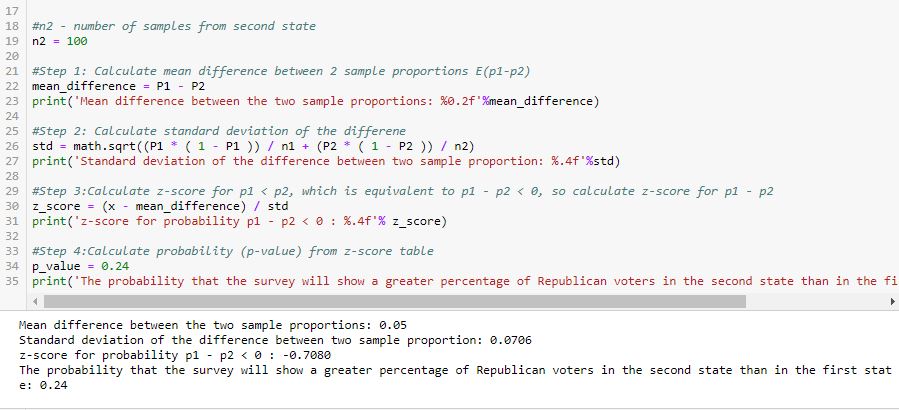 17
18 #n2 - number of samples from second state
19 n2 = 100
20
21 #Step 1: Calculate mean difference between 2 sample proportions E(p1-p2)
22 mean_difference = P1 - P2
23 print('Mean difference between the two sample proportions: %0.2f'%mean_difference)
24
25 #Step 2: Calculate standard deviation of the differene
26 std = math.sqrt((P1 * ( 1 - P1 )) / n1 + (P2 * ( 1 - P2 )) / n2)
27 print('Standard deviation of the difference between two sample proportion: %.4f'%std)
28
29 #Step 3:Calculate z-score for p1 < p2, which is equivalent to p1 - p2 < 0, so calculate z-score for p1 - p2
30 z_score = (x - mean_difference) / std
31 print('z-score for probability p1 - p2 < 0 : %.4f'% z_score)
32
33 #Step 4:Calculate probability (p-value) from z-score table
34 p_value = 0.24
35 print('The probability that the survey will show a greater percentage of Republican voters in the second state than in the fi
Mean difference between the two sample proportions: 0.05
Standard deviation of the difference between two sample proportion: 0.0706
z-score for probability p1 - p2 < 0 : -0.7080
The probability that the survey will show a greater percentage of Republican voters in the second state than in the first stat
e: 0.24